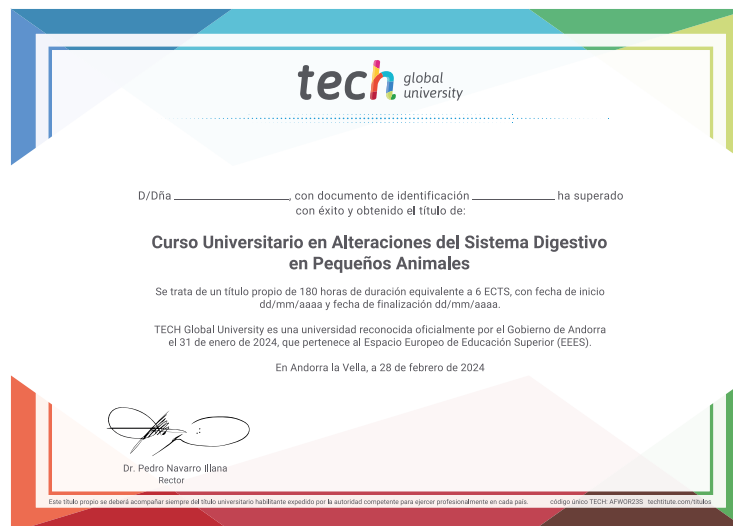 tech global university
D/Dña ____________________, con documento de identificación ______________ ha superado
con éxito y obtenido el título de:
Curso Universitario en Alteraciones del Sistema Digestivo
en Pequeños Animales
Se trata de un título propio de 180 horas de duración equivalente a 6 ECTS, con fecha de inicio
dd/mm/aaaa y fecha de finalización dd/mm/aaaa.
TECH Global University es una universidad reconocida oficialmente por el Gobierno de Andorra
el 31 de enero de 2024, que pertenece al Espacio Europeo de Educación Superior (EEES).
En Andorra la Vella, a 28 de febrero de 2024
Dr. Pedro Navarro Illana
Rector
Este título propio se deberá acompañar siempre del título universitario habilitante expedido por la autoridad competente para ejercer profesionalmente en cada país. código único TECH: AFWOR23S techtitute.com/titulos